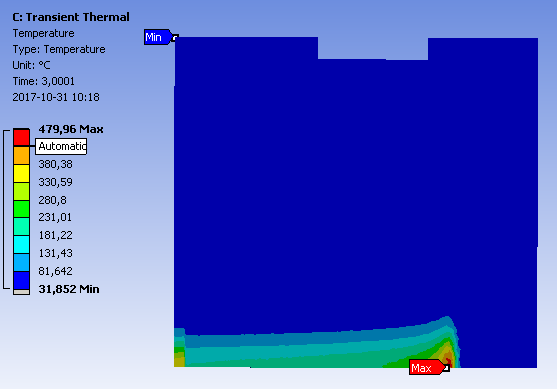 C: Transient Thermal
Temperature
Type: Temperature
Unit: °C
Time: 3,0001
2017-10-31 10:18
479,96 Max
Automatic
380,38
330,59
280,8
231,01
181,22
131,43
81,642
31,852 Min
Min
Max